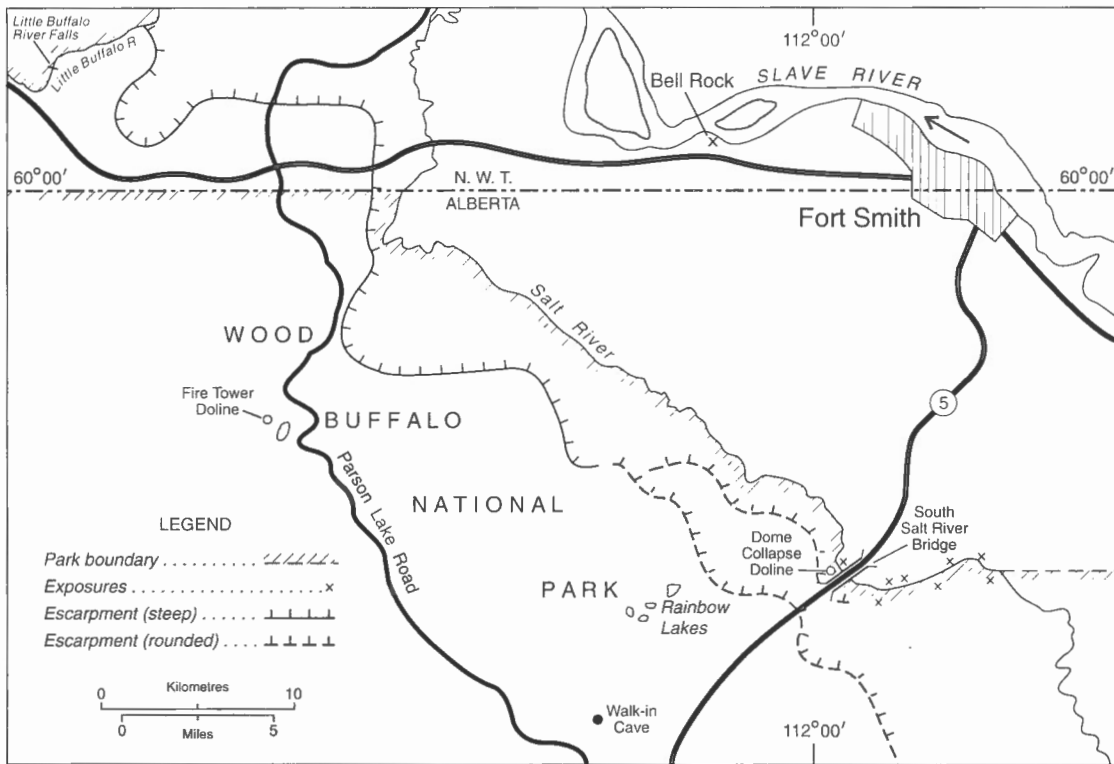 Little Buffalo
River Falls
Little Buffalo R
112°00'
Bell Rock
SLAVE RIVER
60°00'
N. W. T.
ALBERTA
60°00'
Fort Smith
Salt River
WOOD
Fire Tower
Doline
BUFFALO
5
Parson Lake Road
NATIONAL
LEGEND
Park boundary
Exposures
Escarpment (steep)
Escarpment (rounded)
South
Salt River
Bridge
Dome
Collapse
Doline
PARK
Rainbow
Lakes
Kilometres
0 10
0 5
Miles
Walk-in
Cave
112°00'